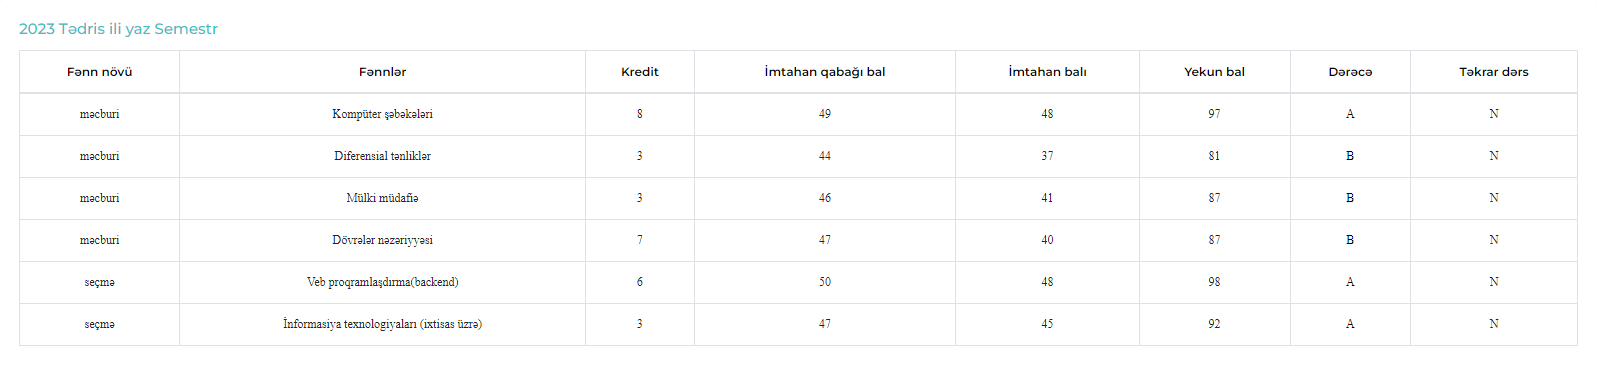 2023 Tədris ili yaz Semestr
Fənn növü Fənnlər Kredit İmtahan qabağı bal İmtahan balı Yekun bal Dərəcə Təkrar dərs
məcburi Kompüter şəbəkələri 8 49 48 97 A N
məcburi Diferensial tənliklər 3 44 37 81 B N
məcburi Mülki müdafiə 3 46 41 87 B N
məcburi Dövrələr nəzəriyyəsi 7 47 40 87 B N
seçmə Veb proqramlaşdırma(backend) 6 50 48 98 A N
seçmə İnformasiya texnologiyaları (ixtisas üzrə) 3 47 45 92 A N